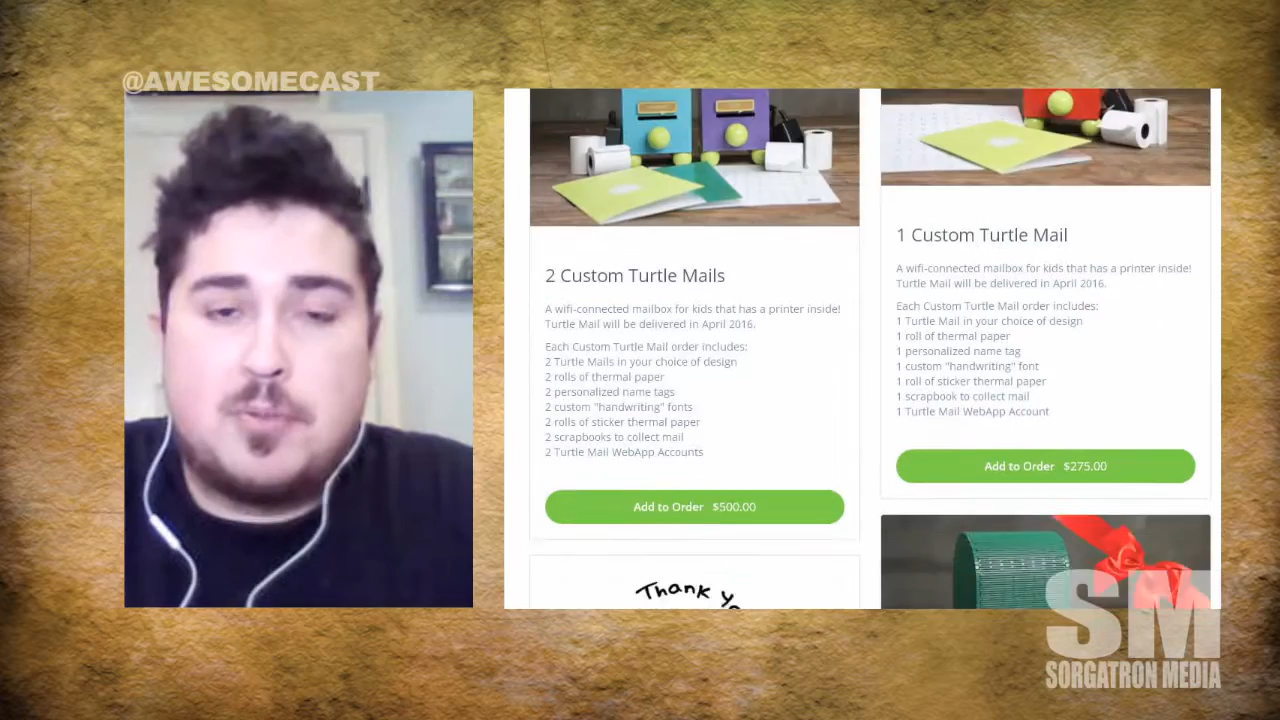 @AWESOMECAST
2 Custom Turtle Mails
A wifi-connected mailbox for kids that has a printer inside!
Turtle Mail will be delivered in April 2016.
Each Custom Turtle Mail order includes:
2 Turtle Mails in your choice of design
2 rolls of thermal paper
2 personalized name tags
2 custom "handwriting" fonts
2 rolls of sticker thermal paper
2 scrapbooks to collect mail
2 Turtle Mail WebApp Accounts
Add to Order $500.00
Thank Yo
1 Custom Turtle Mail
A wifi-connected mailbox for kids that has a printer inside!
Turtle Mail will be delivered in April 2016.
Each Custom Turtle Mail order includes:
1 Turtle Mail in your choice of design
1 roll of thermal paper
1 personalized name tag
1 custom "handwriting" font
1 roll of sticker thermal paper
1 scrapbook to collect mail
1 Turtle Mail WebApp Account
Add to Order $275.00
SM
SORGATRON MEDIA